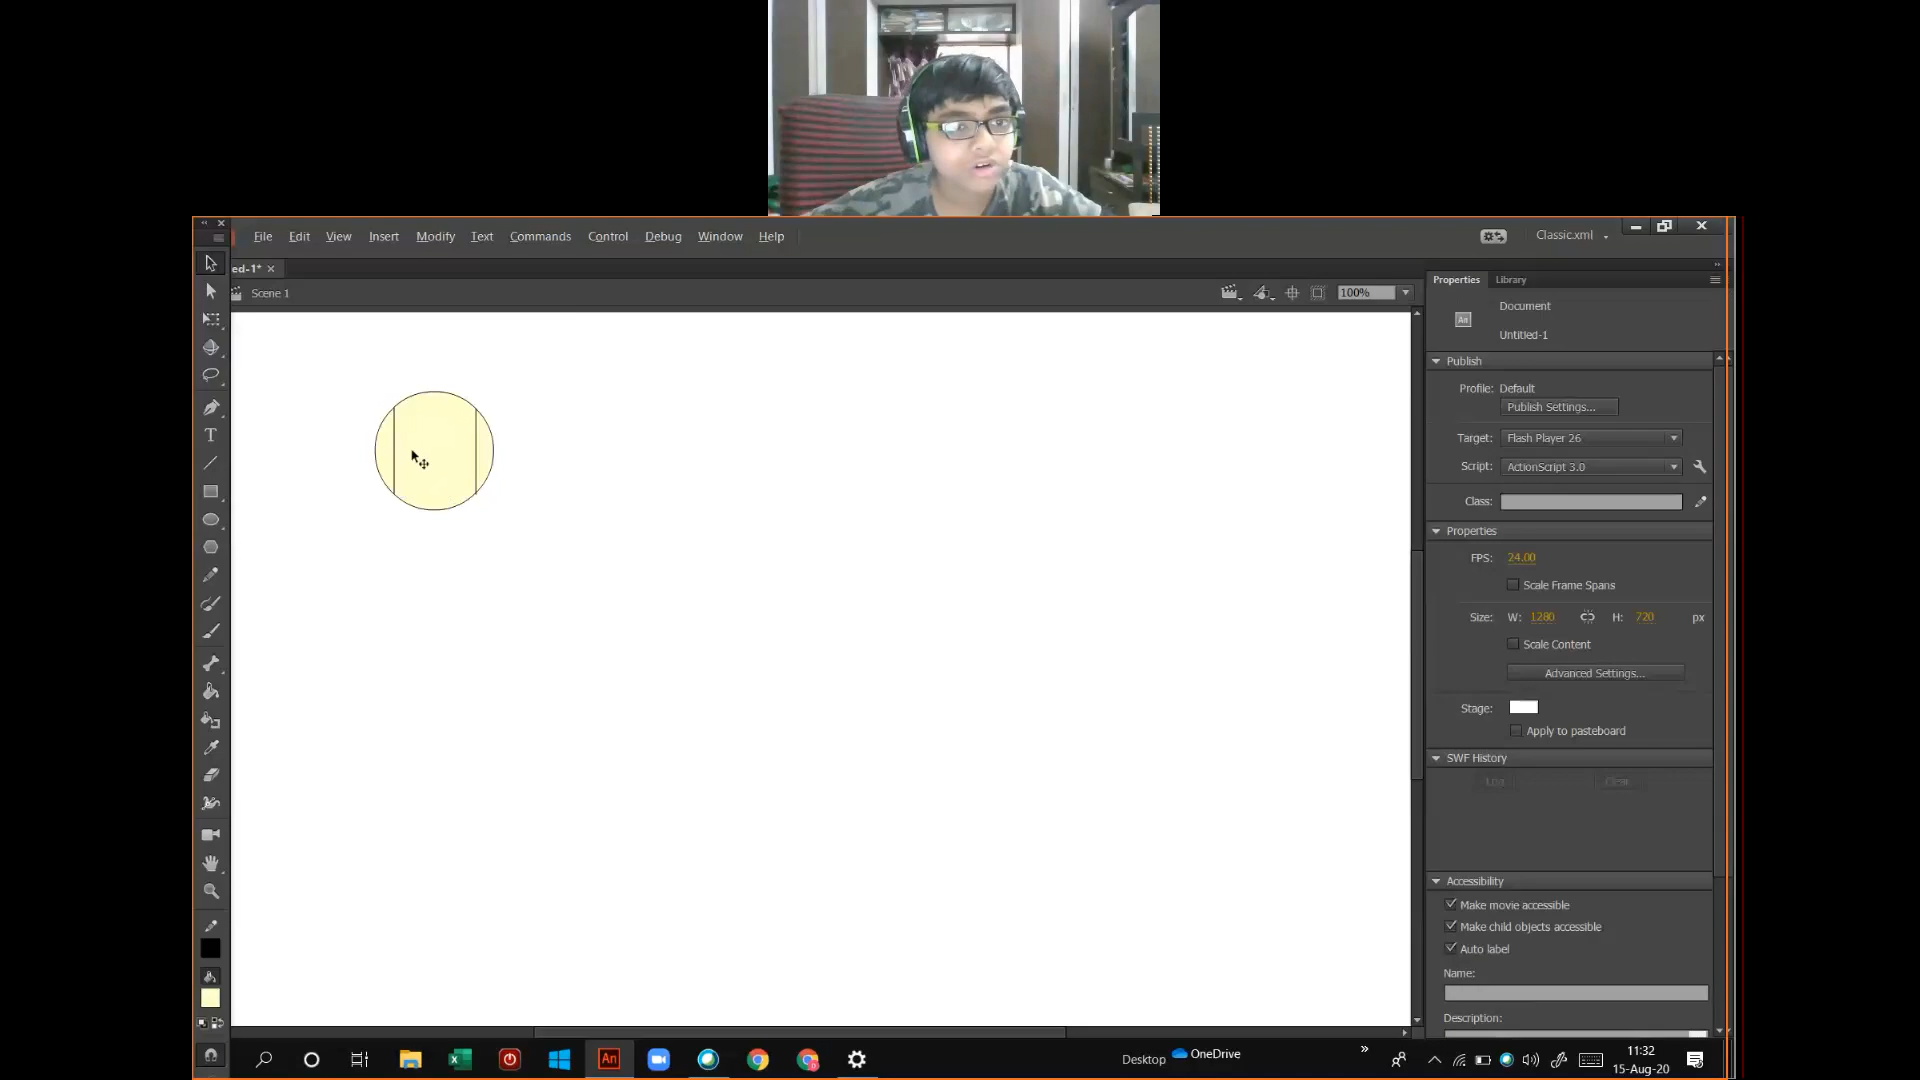 File Edit View Insert Modify Text Commands Control Debug Window Help
Classic.xml
ed-1*
Scene 1
100%
Properties Library
An
Document
Untitled-1
Publish
Profile: Default
Publish Settings...
Target: Flash Player 26
Script: ActionScript 3.0
Class:
Properties
FPS: 24.00
Scale Frame Spans
Size: W: 1280 H: 720 px
Scale Content
Advanced Settings...
Stage:
Apply to pasteboard
SWF History
Log Clear
Accessibility
Make movie accessible
Make child objects accessible
Auto label
Name:
Description:
T
An
Desktop
OneDrive
»
11:32
15-Aug-20